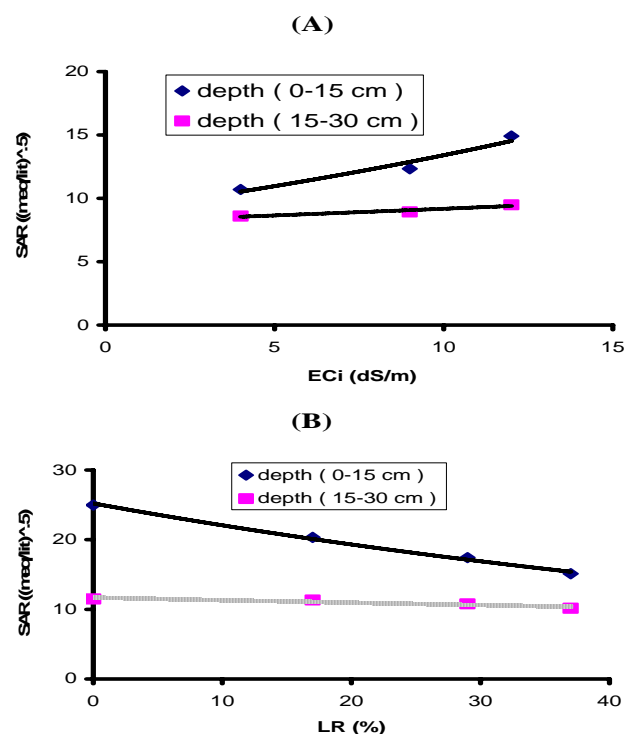 (A)
20
15
10
5
0
SAR ((meq/lit)^.5)
depth ( 0-15 cm )
depth ( 15-30 cm )
0 5 10 15
ECi (dS/m)
(B)
30
20
10
0
SAR((meq/lit)^.5)
depth ( 0-15 cm )
depth ( 15-30 cm )
0 10 20 30 40
LR (%)